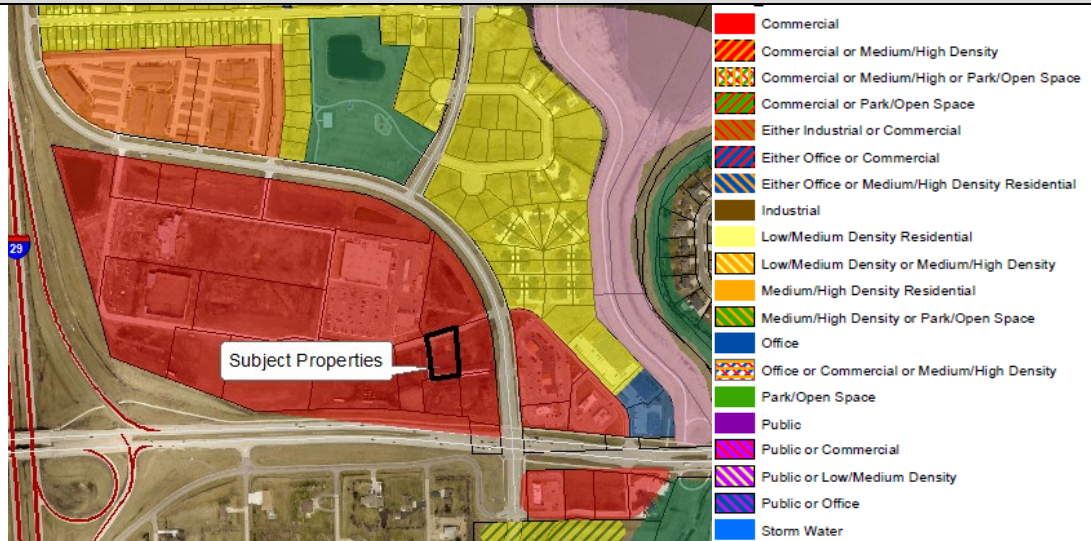 29
Subject Properties
Commercial
Commercial or Medium/High Density
Commercial or Medium/High or Park/Open Space
Commercial or Park/Open Space
Either Industrial or Commercial
Either Office or Commercial
Either Office or Medium/High Density Residential
Industrial
Low/Medium Density Residential
Low/Medium Density or Medium/High Density
Medium/High Density Residential
Medium/High Density or Park/Open Space
Office
Office or Commercial or Medium/High Density
Park/Open Space
Public
Public or Commercial
Public or Low/Medium Density
Public or Office
Storm Water